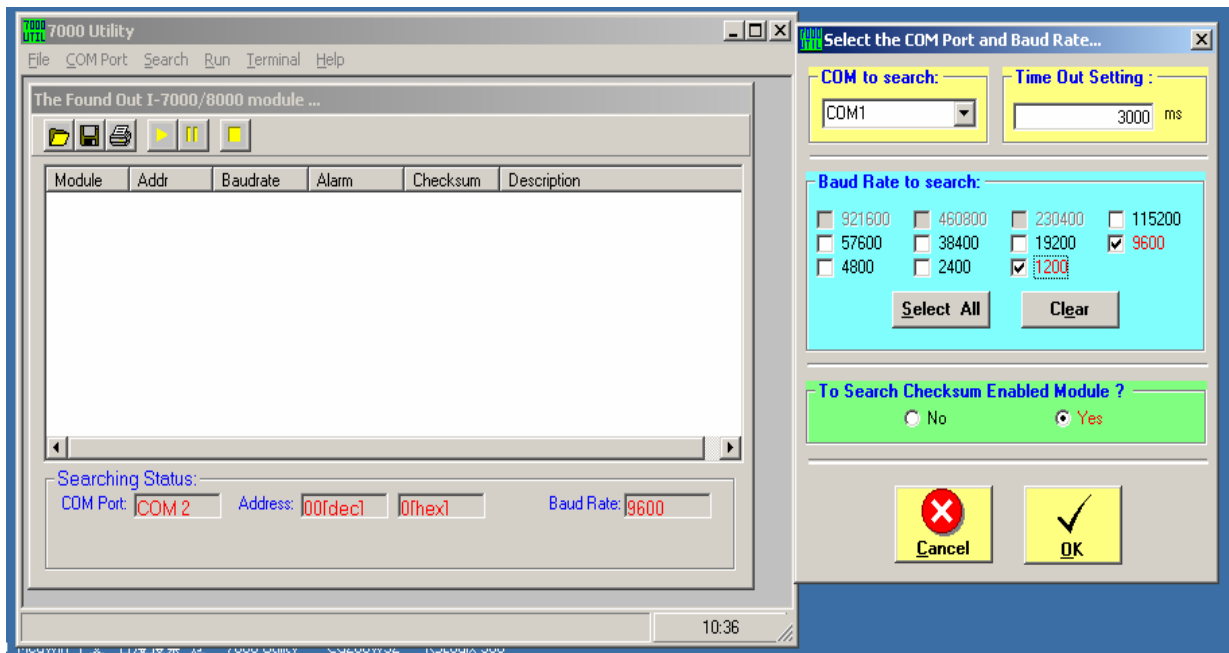 7000 UTIL 7000 Utility
File COM Port Search Run Terminal Help
The Found Out I-7000/8000 module ...
Module Addr Baudrate Alarm Checksum Description
Searching Status:
COM Port: COM 2 Address: 00[dec] 0[hex] Baud Rate: 9600
10:36
7000 Utility
Select the COM Port and Baud Rate...
COM to search: Time Out Setting :
COM1 3000 ms
Baud Rate to search:
921600 460800 230400 115200
57600 38400 19200 9600
4800 2400 1200
Select All Clear
To Search Checksum Enabled Module ?
No Yes
Cancel OK